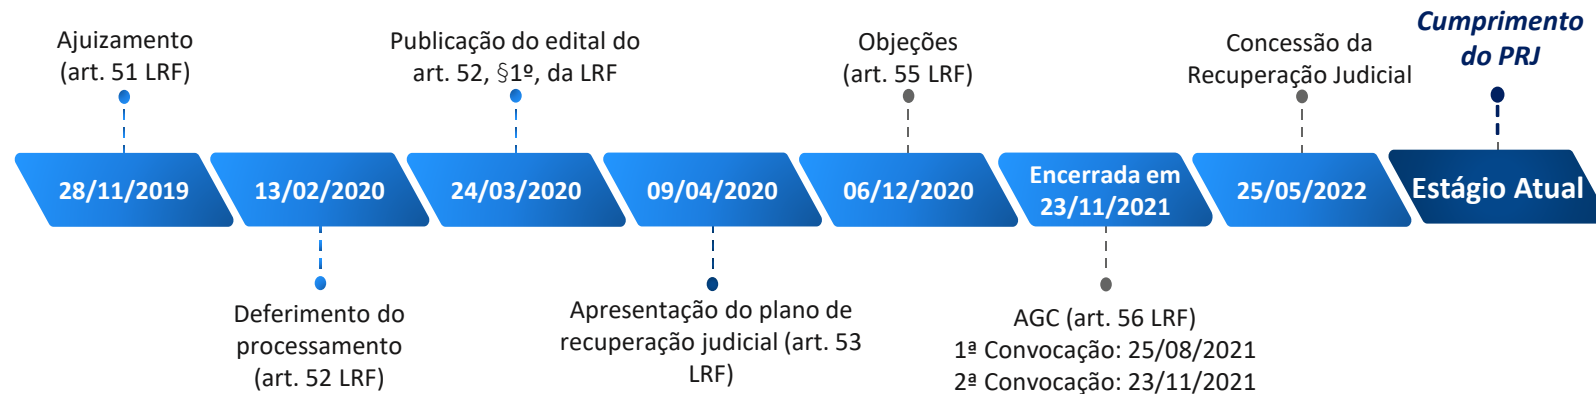 Ajuizamento
(art. 51 LRF)
Publicação do edital do
art. 52, §1º, da LRF
Objeções
(art. 55 LRF)
Concessão da
Recuperação Judicial
Cumprimento
do PRJ
28/11/2019
13/02/2020
24/03/2020
09/04/2020
06/12/2020
Encerrada em
23/11/2021
25/05/2022
Estágio Atual
Deferimento do
processamento
(art. 52 LRF)
Apresentação do plano de
recuperação judicial (art. 53
LRF)
AGC (art. 56 LRF)
1ª Convocação: 25/08/2021
2ª Convocação: 23/11/2021